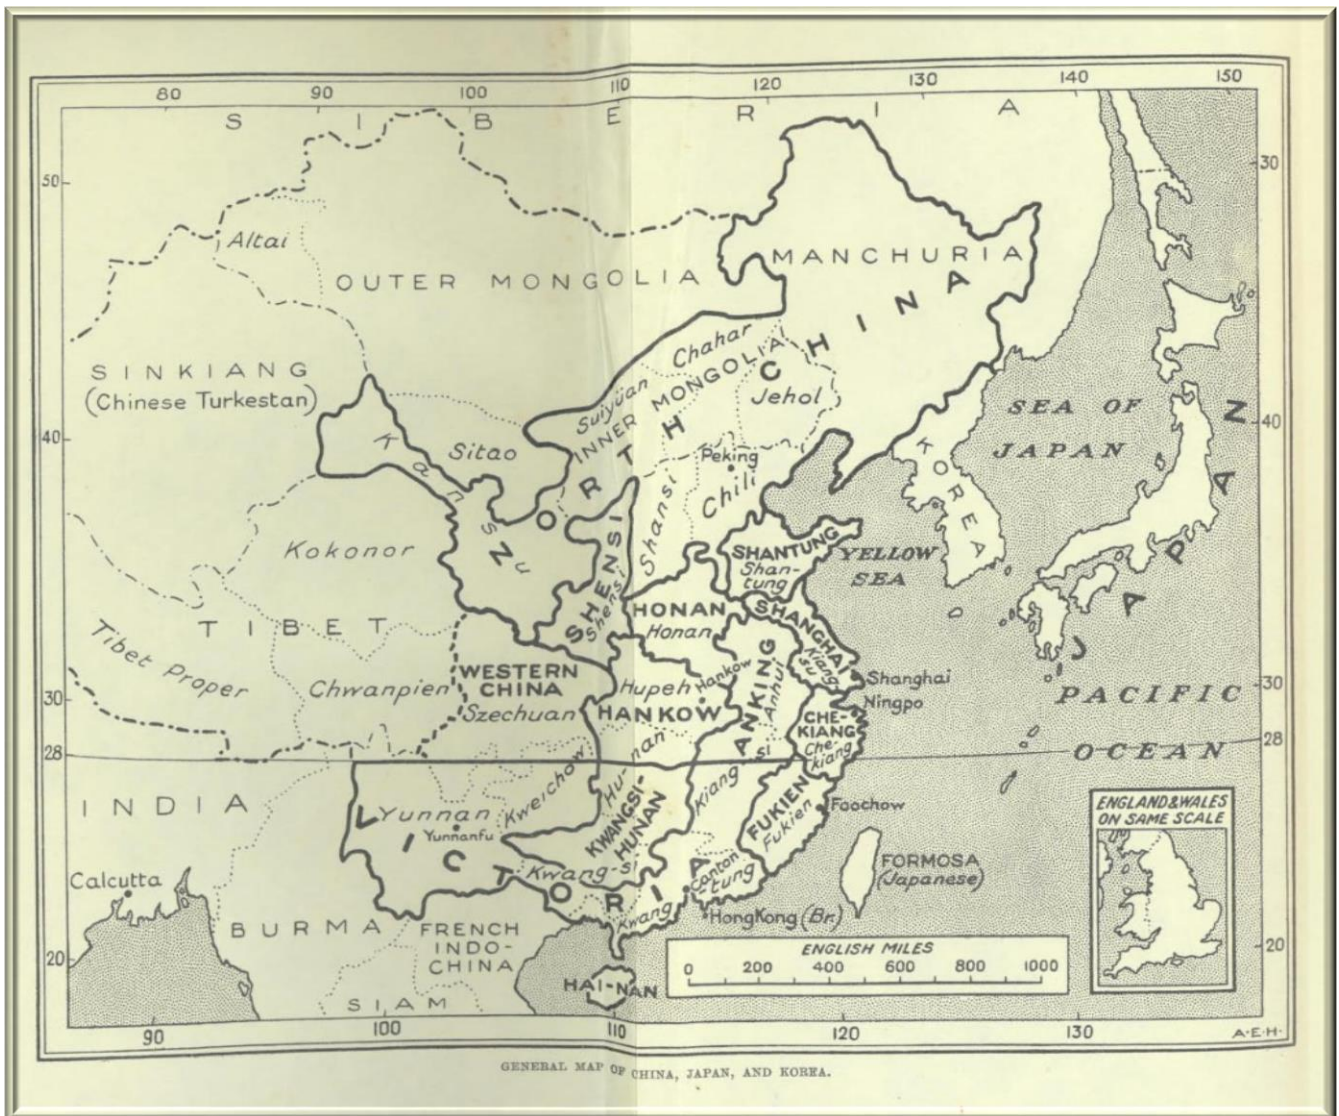 80 90 100 110 120 130 140 150
S I B E R I A
50
30
Altai
OUTER MONGOLIA
MANCHURIA
NORTH CHINA
SINKIANG
(Chinese Turkestan)
Chahar
Suiyüan
INNER MONGOLIA
Jehol
40
40
Kansu
Sitao
Peking
Chili
Shansi
KOREA
SEA OF
JAPAN
JAPAN
Kokonor
SHENSI
Shensi
SHANTUNG
Shan-
tung
YELLOW
SEA
TIBET
Tibet Proper
Chwanpien
HONAN
Honan
SHANGHAI
Kiang
su
WESTERN
CHINA
Szechuan
Hupeh
Hankow
HANKOW
ANKING
Anhui
Shanghai
Ningpo
30
30
PACIFIC
OCEAN
CHE-
KIANG
Che-
kiang
28
28
INDIA
Yunnan
Yunnanfu
Kweichow
Hu-nan
KWANGSI-
HUNAN
Kiang si
FUKIEN
Fukien
Foochow
ENGLAND&WALES
ON SAME SCALE
VICTORIA
Kwang-si
Canton
Kwang
-tung
Calcutta
FORMOSA
(Japanese)
HongKong (Br.)
BURMA
FRENCH
INDO-
CHINA
SIAM
HAI-NAN
20
20
ENGLISH MILES
0 200 400 600 800 1000
90 100 110 120 130
A·E·H·
GENERAL MAP OF CHINA, JAPAN, AND KOREA.